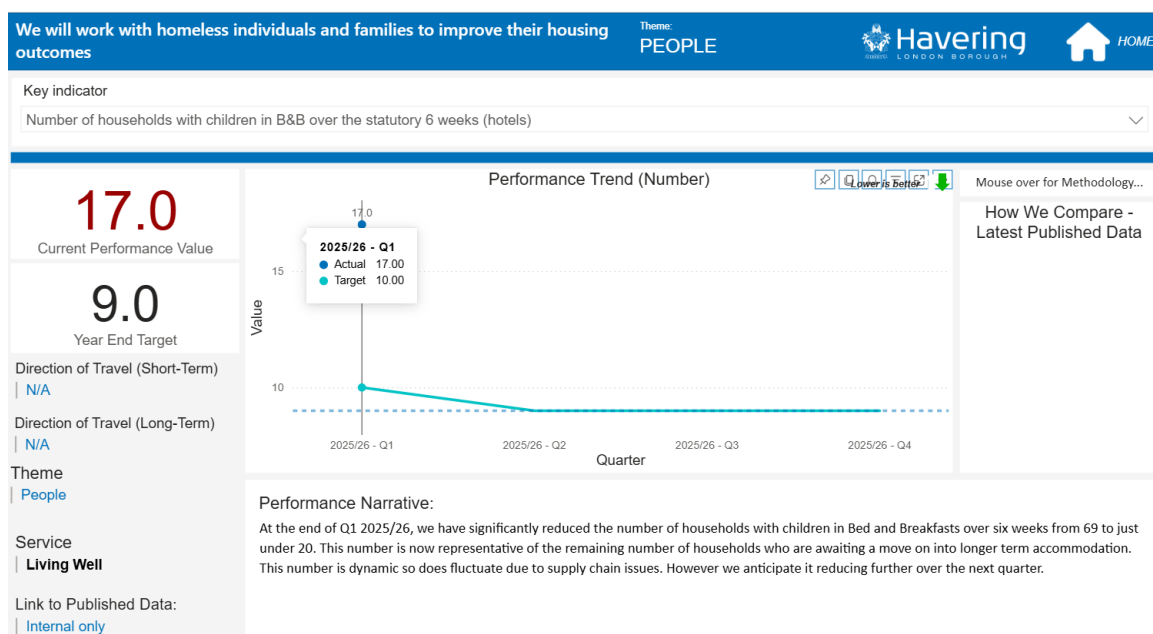 We will work with homeless individuals and families to improve their housing
outcomes
Theme:
PEOPLE
Havering
LONDON BOROUGH
HOME
Key indicator
Number of households with children in B&B over the statutory 6 weeks (hotels)
17.0
Current Performance Value
9.0
Year End Target
Direction of Travel (Short-Term)
N/A
Direction of Travel (Long-Term)
N/A
Theme
People
Service
Living Well
Link to Published Data:
Internal only
Performance Trend (Number)
Lower is better
17.0
2025/26 - Q1
Actual 17.00
Target 10.00
15
10
Value
2025/26 - Q1
2025/26 - Q2
2025/26 - Q3
2025/26 - Q4
Quarter
Mouse over for Methodology...
How We Compare -
Latest Published Data
Performance Narrative:
At the end of Q1 2025/26, we have significantly reduced the number of households with children in Bed and Breakfasts over six weeks from 69 to just
under 20. This number is now representative of the remaining number of households who are awaiting a move on into longer term accommodation.
This number is dynamic so does fluctuate due to supply chain issues. However we anticipate it reducing further over the next quarter.